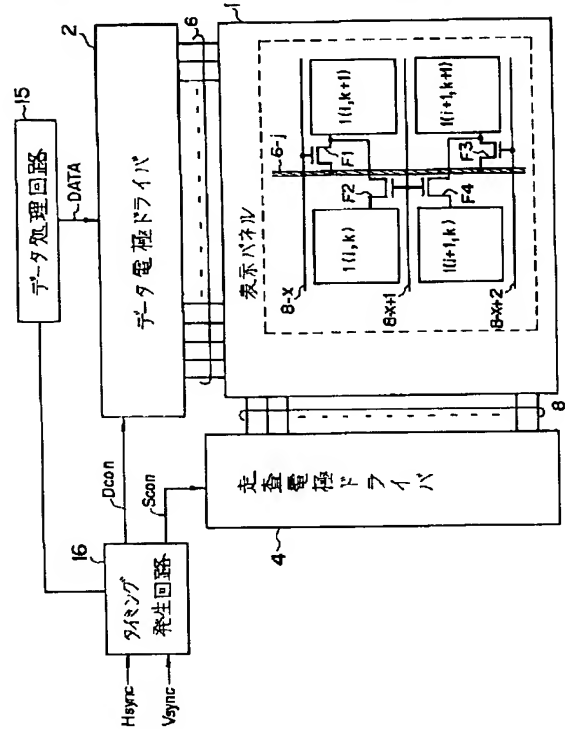 15
データ処理回路
DATA
2
データ電極ドライバ
6
Hsync
Vsync
16
タイミング
発生回路
Dcon
Scon
4
走査電極ドライバ
8
1
表示パネル
8-x
8-x+1
8-x+2
6-j
F1
F2
F3
F4
1(i,k)
1(i,k+1)
1(i+1,k)
1(i+1,k+1)